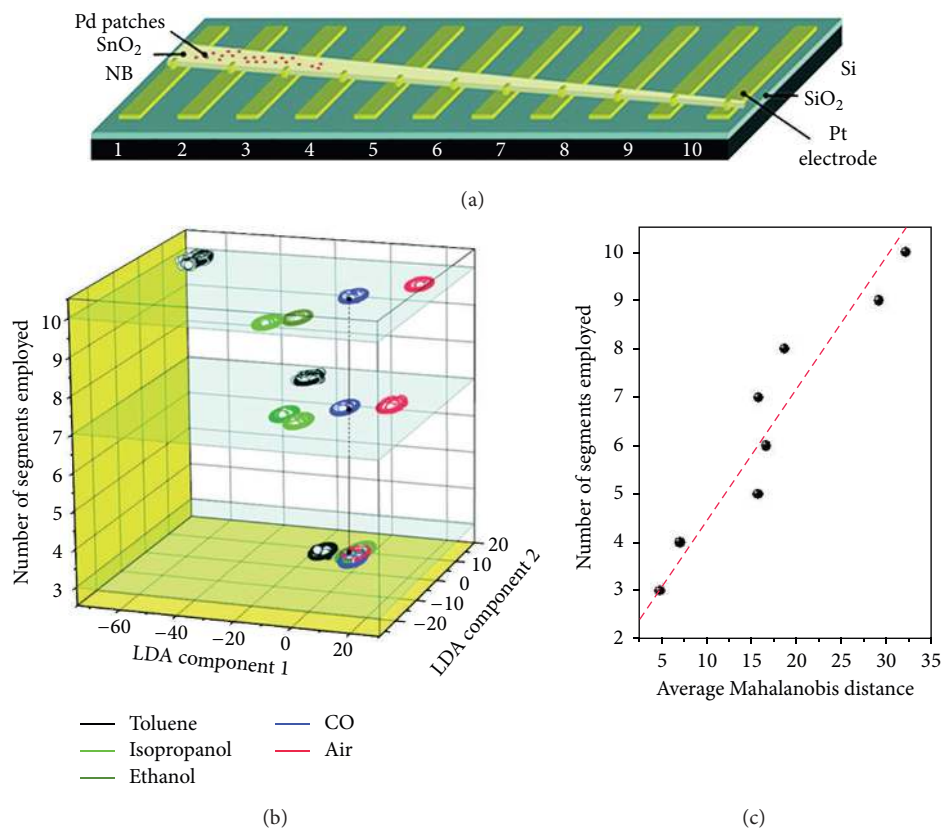 Pd patches
SnO2
NB
Si
SiO2
Pt
electrode
1 2 3 4 5 6 7 8 9 10
(a)
Number of segments employed
10
9
8
7
6
5
4
3
−60 −40 −20 0 20
LDA component 1
20
10
0
−10
−20
LDA component 2
Toluene
Isopropanol
Ethanol
CO
Air
(b)
Number of segments employed
10
9
8
7
6
5
4
3
2
5 10 15 20 25 30 35
Average Mahalanobis distance
(c)